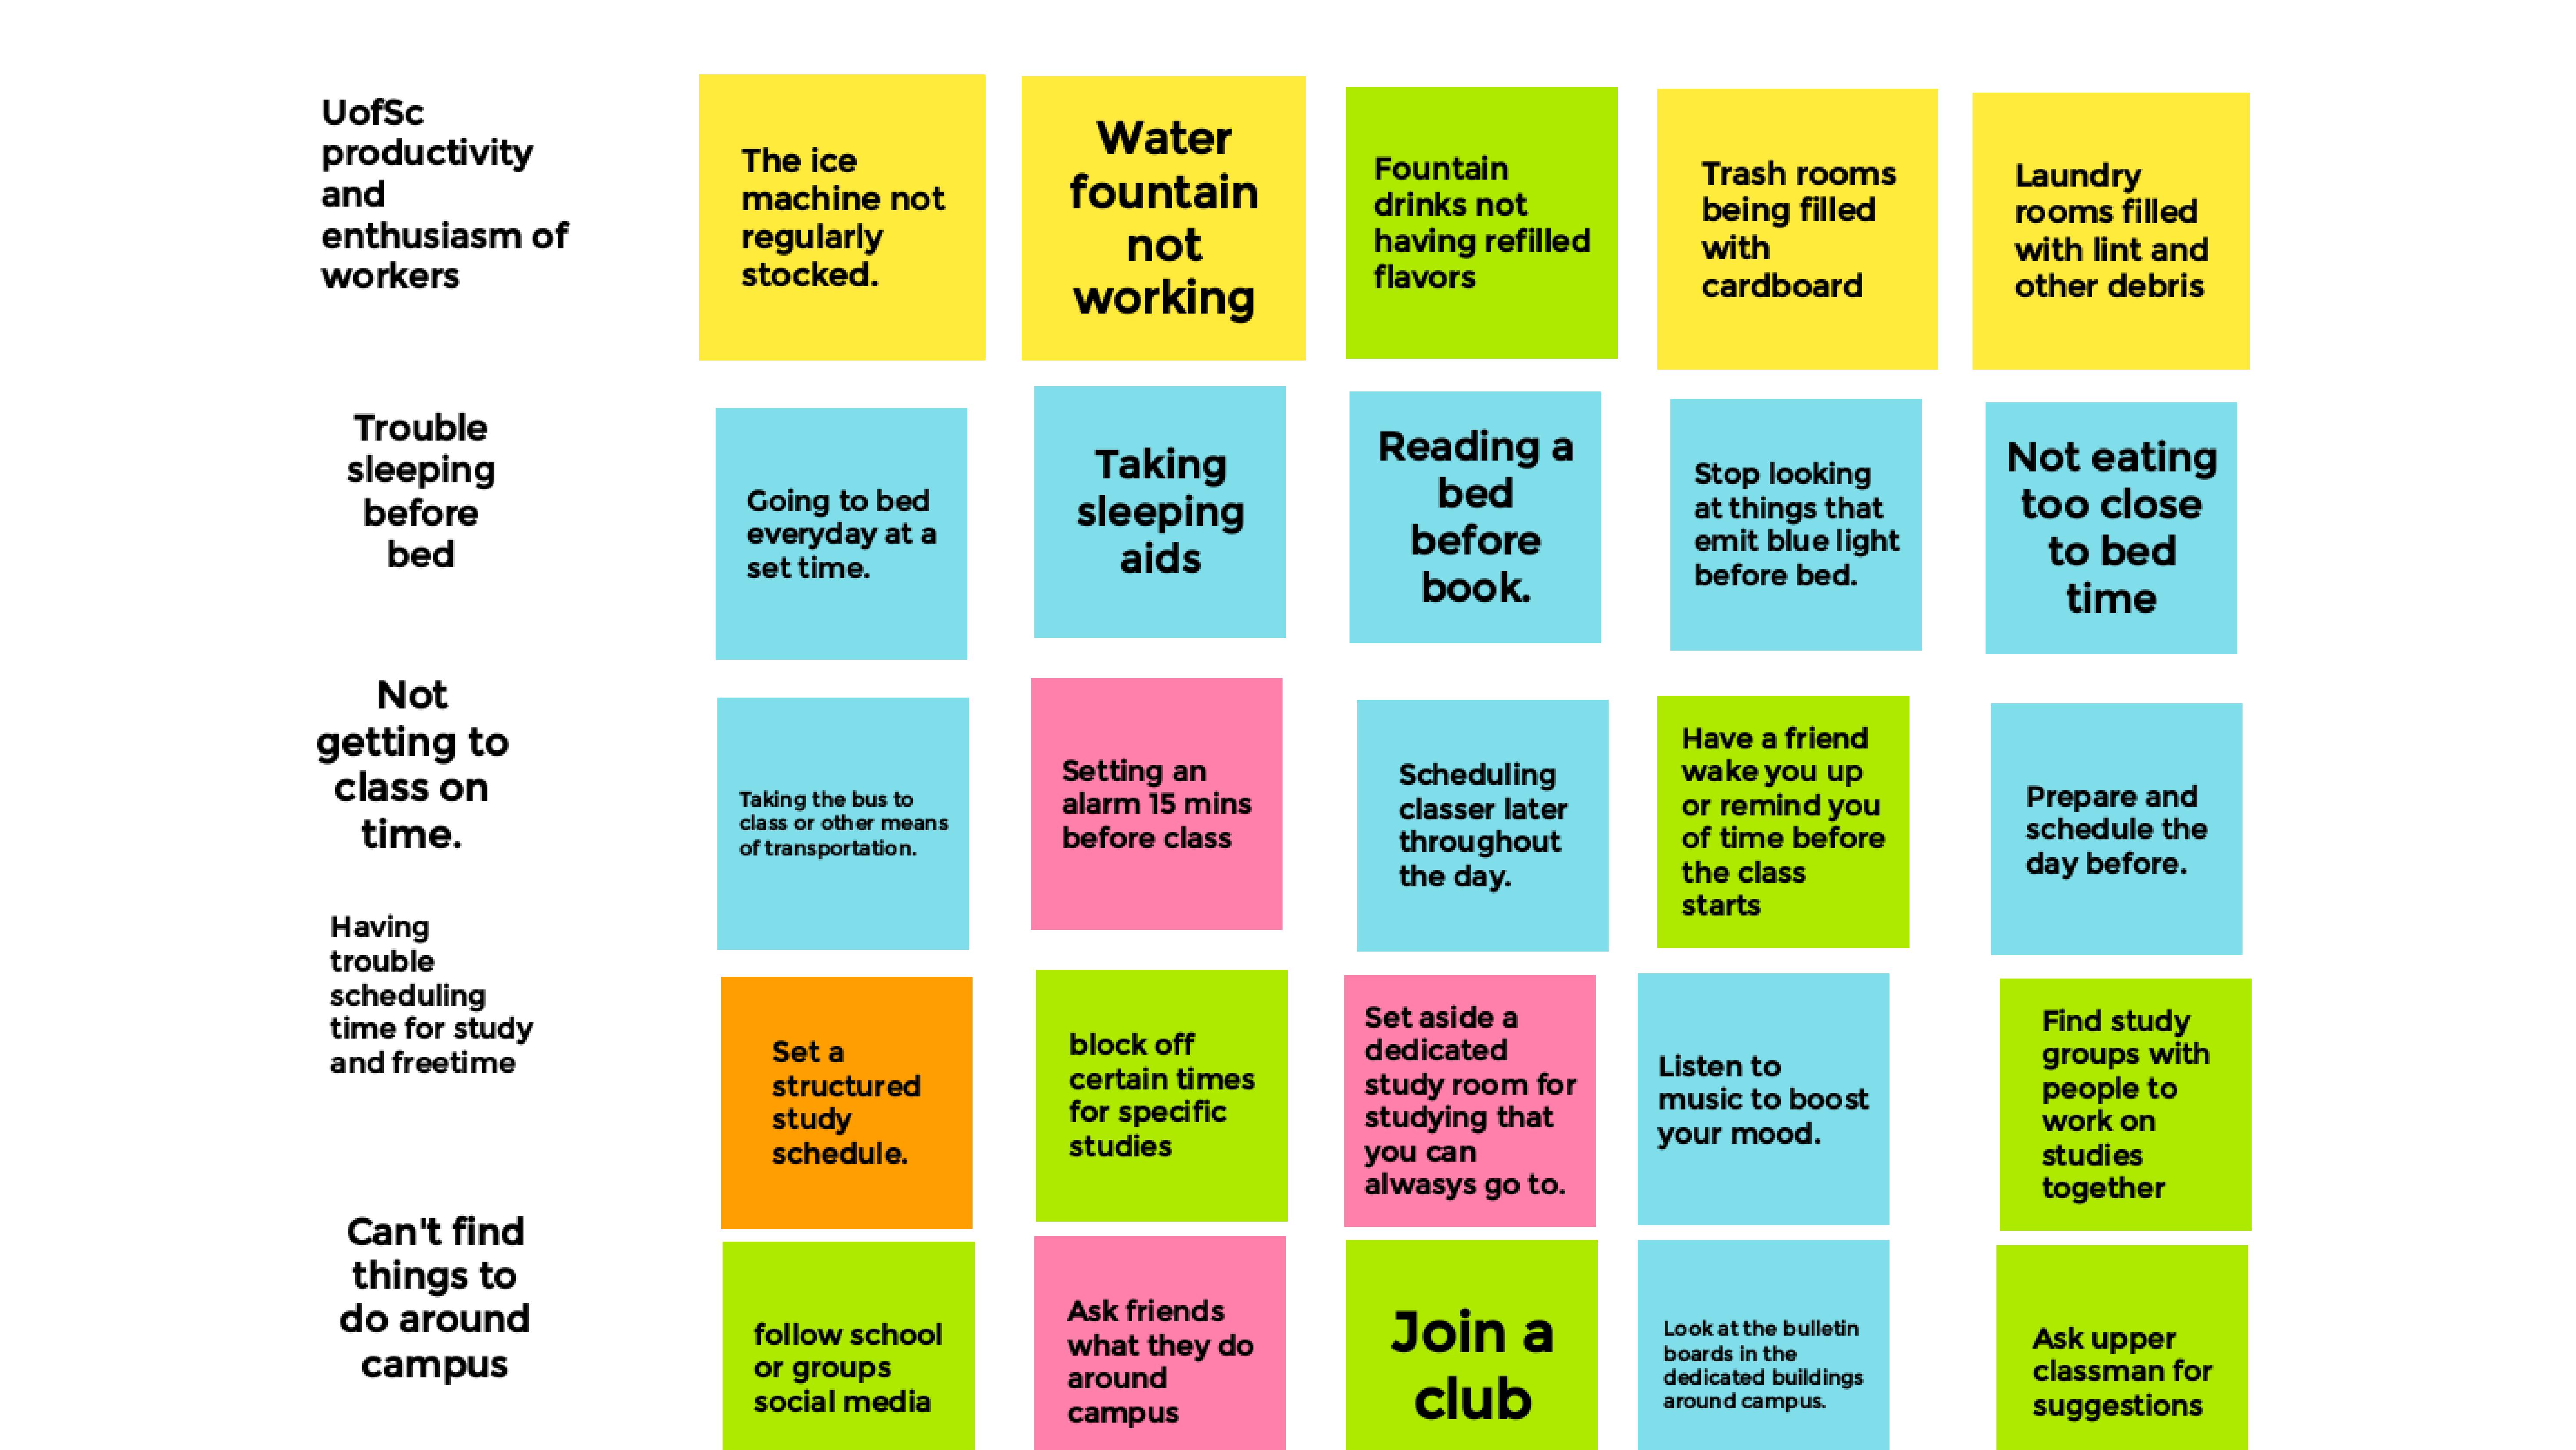 UofSc
productivity
and
enthusiasm of
workers
The ice
machine not
regularly
stocked.
Water
fountain
not
working
Fountain
drinks not
having refilled
flavors
Trash rooms
being filled
with
cardboard
Laundry
rooms filled
with lint and
other debris
Trouble
sleeping
before
bed
Going to bed
everyday at a
set time.
Taking
sleeping
aids
Reading a
bed
before
book.
Stop looking
at things that
emit blue light
before bed.
Not eating
too close
to bed
time
Not
getting to
class on
time.
Taking the bus to
class or other means
of transportation.
Setting an
alarm 15 mins
before class
Scheduling
classer later
throughout
the day.
Have a friend
wake you up
or remind you
of time before
the class
starts
Prepare and
schedule the
day before.
Having
trouble
scheduling
time for study
and freetime
Set a
structured
study
schedule.
block off
certain times
for specific
studies
Set aside a
dedicated
study room for
studying that
you can
alwasys go to.
Listen to
music to boost
your mood.
Find study
groups with
people to
work on
studies
together
Can't find
things to
do around
campus
follow school
or groups
social media
Ask friends
what they do
around
campus
Join a
club
Look at the bulletin
boards in the
dedicated buildings
around campus.
Ask upper
classman for
suggestions